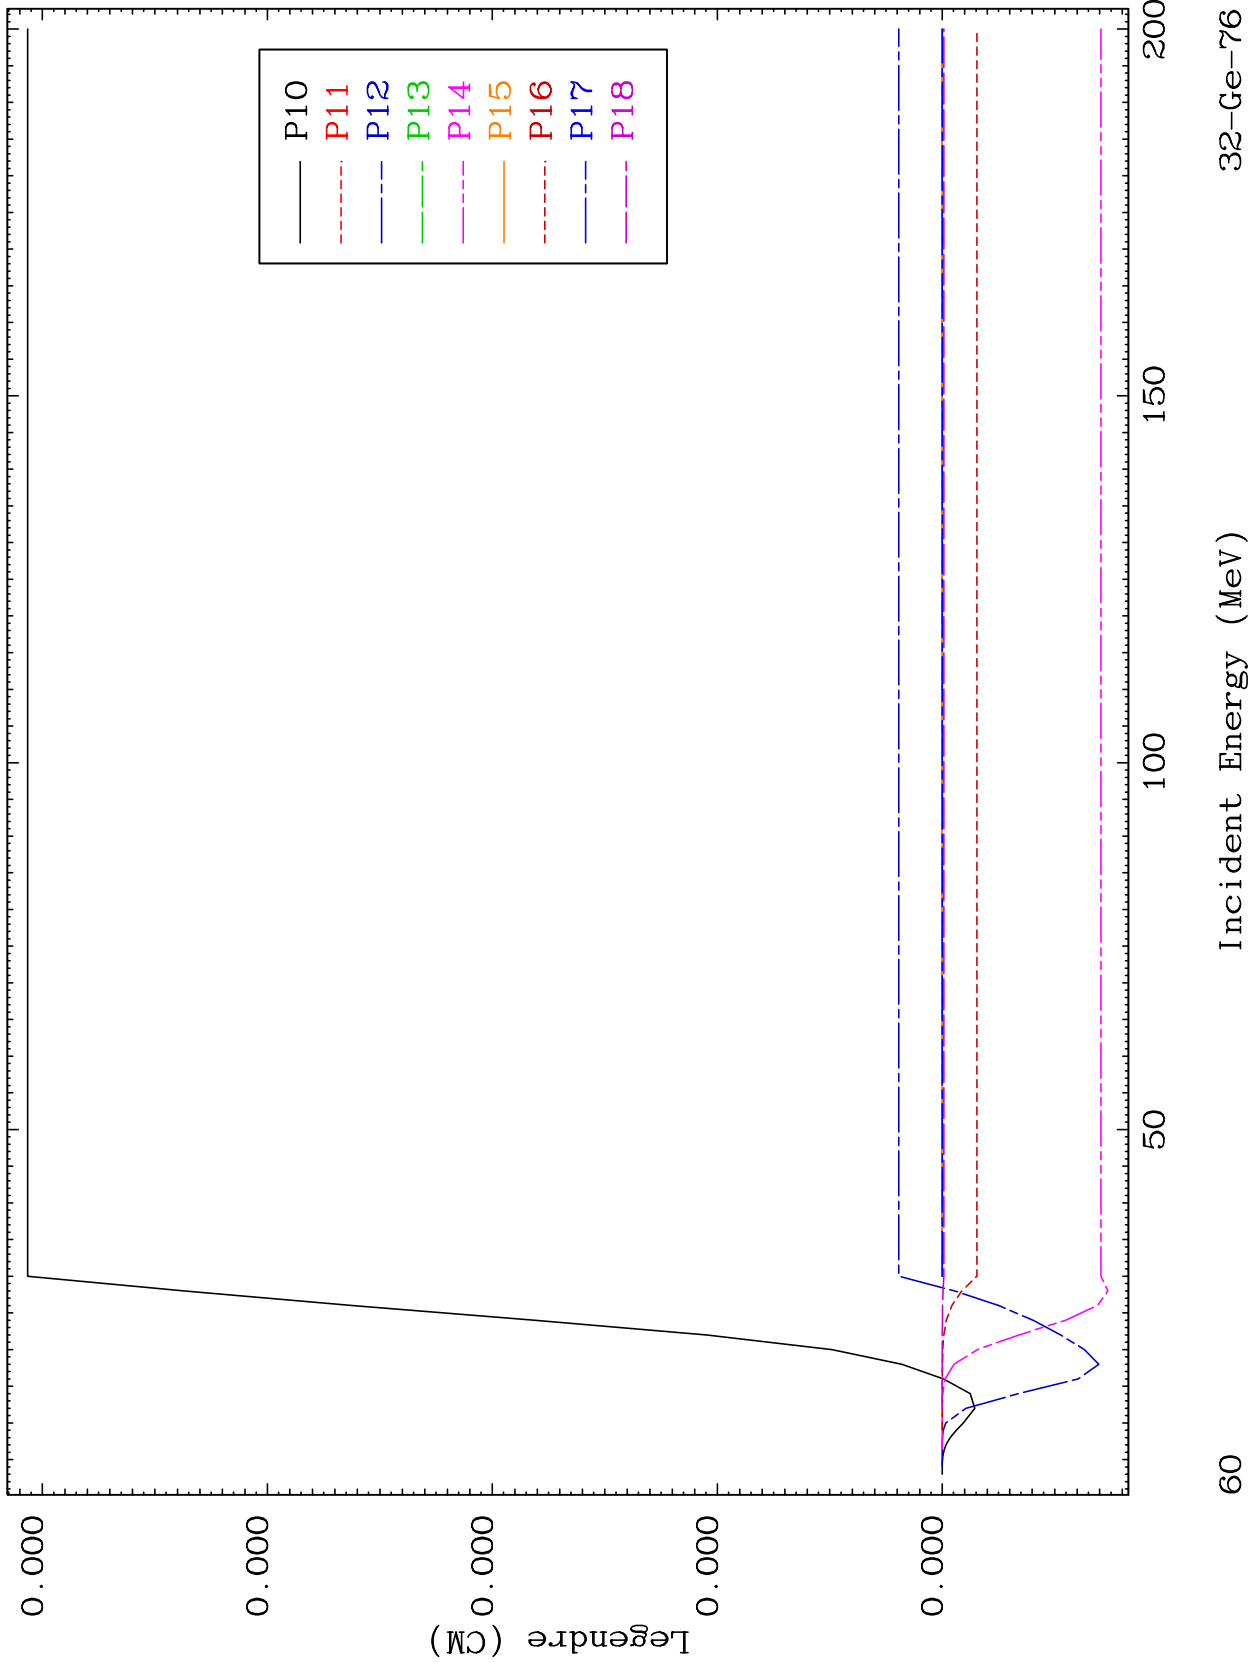 Legendre (CM)
0.000
0.000
0.000
0.000
0.000
P10
P11
P12
P13
P14
P15
P16
P17
P18
50
100
150
200
60
Incident Energy (MeV)
32-Ge-76